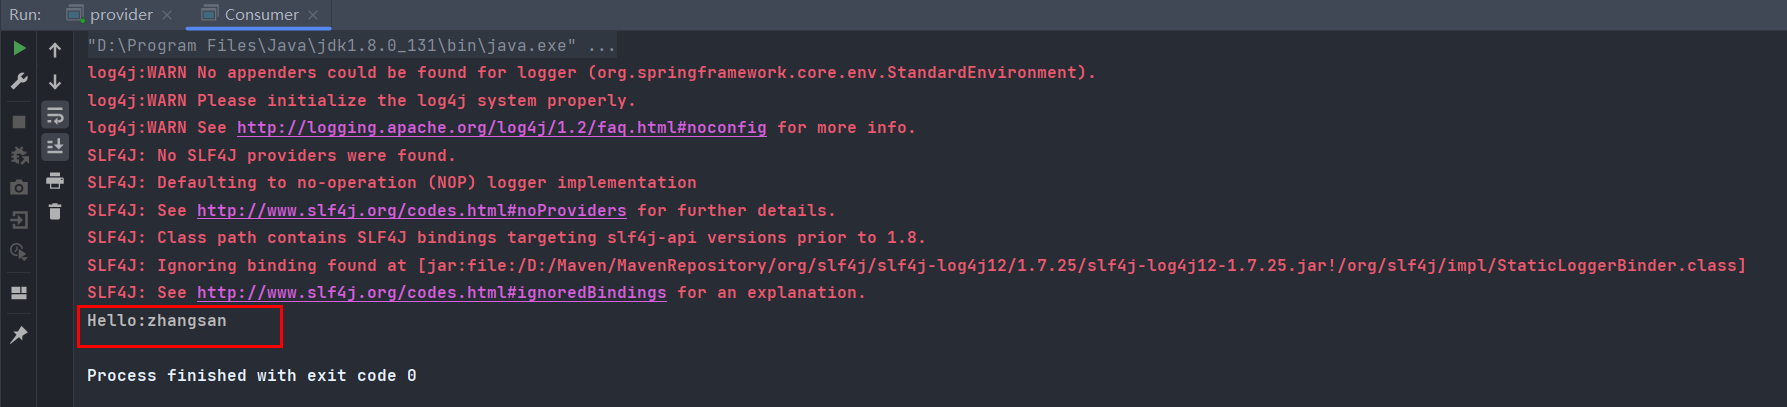 Run: provider Consumer
"D:\Program Files\Java\jdk1.8.0_131\bin\java.exe" ...
log4j:WARN No appenders could be found for logger (org.springframework.core.env.StandardEnvironment).
log4j:WARN Please initialize the log4j system properly.
log4j:WARN See http://logging.apache.org/log4j/1.2/faq.html#noconfig for more info.
SLF4J: No SLF4J providers were found.
SLF4J: Defaulting to no-operation (NOP) logger implementation
SLF4J: See http://www.slf4j.org/codes.html#noProviders for further details.
SLF4J: Class path contains SLF4J bindings targeting slf4j-api versions prior to 1.8.
SLF4J: Ignoring binding found at [jar:file:/D:/Maven/MavenRepository/org/slf4j/slf4j-log4j12/1.7.25/slf4j-log4j12-1.7.25.jar!/org/slf4j/impl/StaticLoggerBinder.class]
SLF4J: See http://www.slf4j.org/codes.html#ignoredBindings for an explanation.
Hello:zhangsan
Process finished with exit code 0